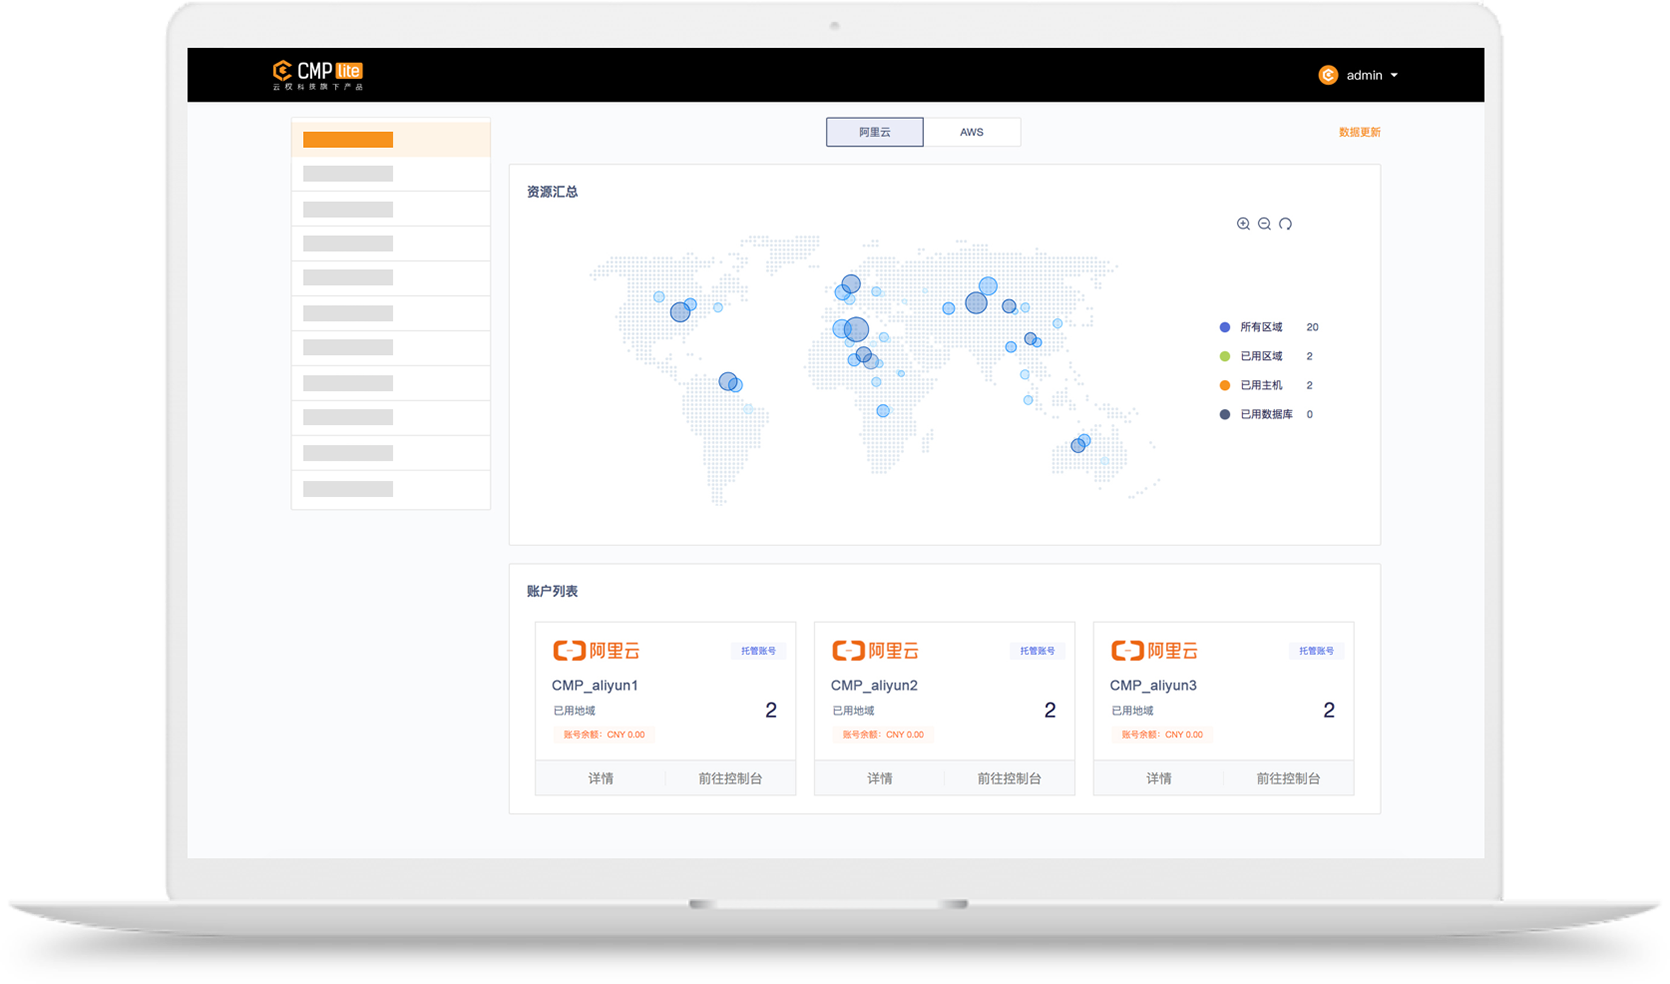 CMP lite
云权科技旗下产品
admin
阿里云
AWS
数据更新
资源汇总
所有区域 20
已用区域 2
已用主机 2
已用数据库 0
账户列表
阿里云
托管账号
CMP_aliyun1
已用地域
2
账号余额：CNY 0.00
详情
前往控制台
阿里云
托管账号
CMP_aliyun2
已用地域
2
账号余额：CNY 0.00
详情
前往控制台
阿里云
托管账号
CMP_aliyun3
已用地域
2
账号余额：CNY 0.00
详情
前往控制台